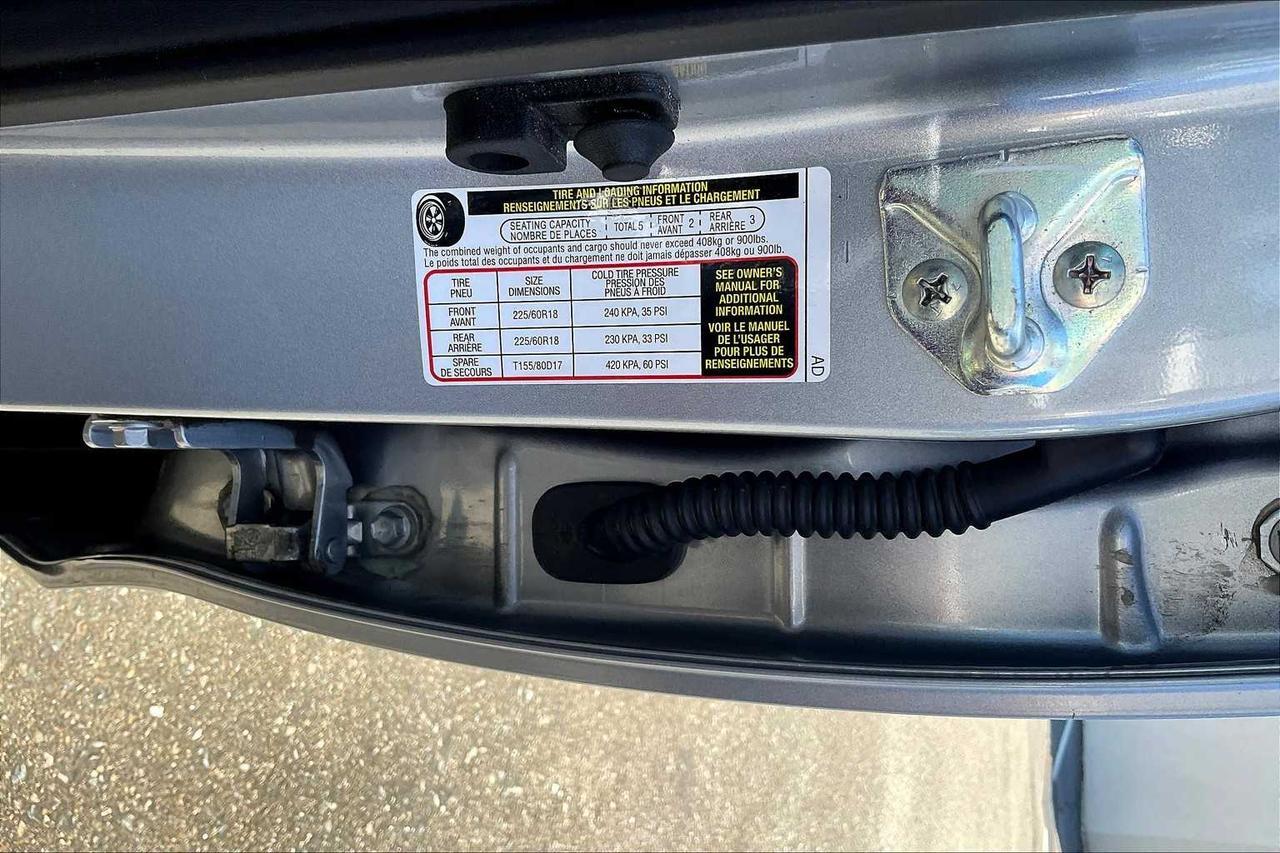 TIRE AND LOADING INFORMATION
RENSEIGNEMENTS SUR LES PNEUS ET LE CHARGEMENT
SEATING CAPACITY
NOMBRE DE PLACES
TOTAL 5
FRONT
AVANT 2
REAR
ARRIÈRE 3
The combined weight of occupants and cargo should never exceed 408kg or 900lbs.
Le poids total des occupants et du chargement ne doit jamais dépasser 408kg ou 900lb.
TIRE
PNEU
SIZE
DIMENSIONS
COLD TIRE PRESSURE
PRESSION DES
PNEUS A FROID
FRONT
AVANT
225/60R18
240 KPA, 35 PSI
REAR
ARRIÈRE
225/60R18
230 KPA, 33 PSI
SPARE
DE SECOURS
T155/80D17
420 KPA, 60 PSI
SEE OWNER'S
MANUAL FOR
ADDITIONAL
INFORMATION
VOIR LE MANUEL
DE L'USAGER
POUR PLUS DE
RENSEIGNEMENTS
AD